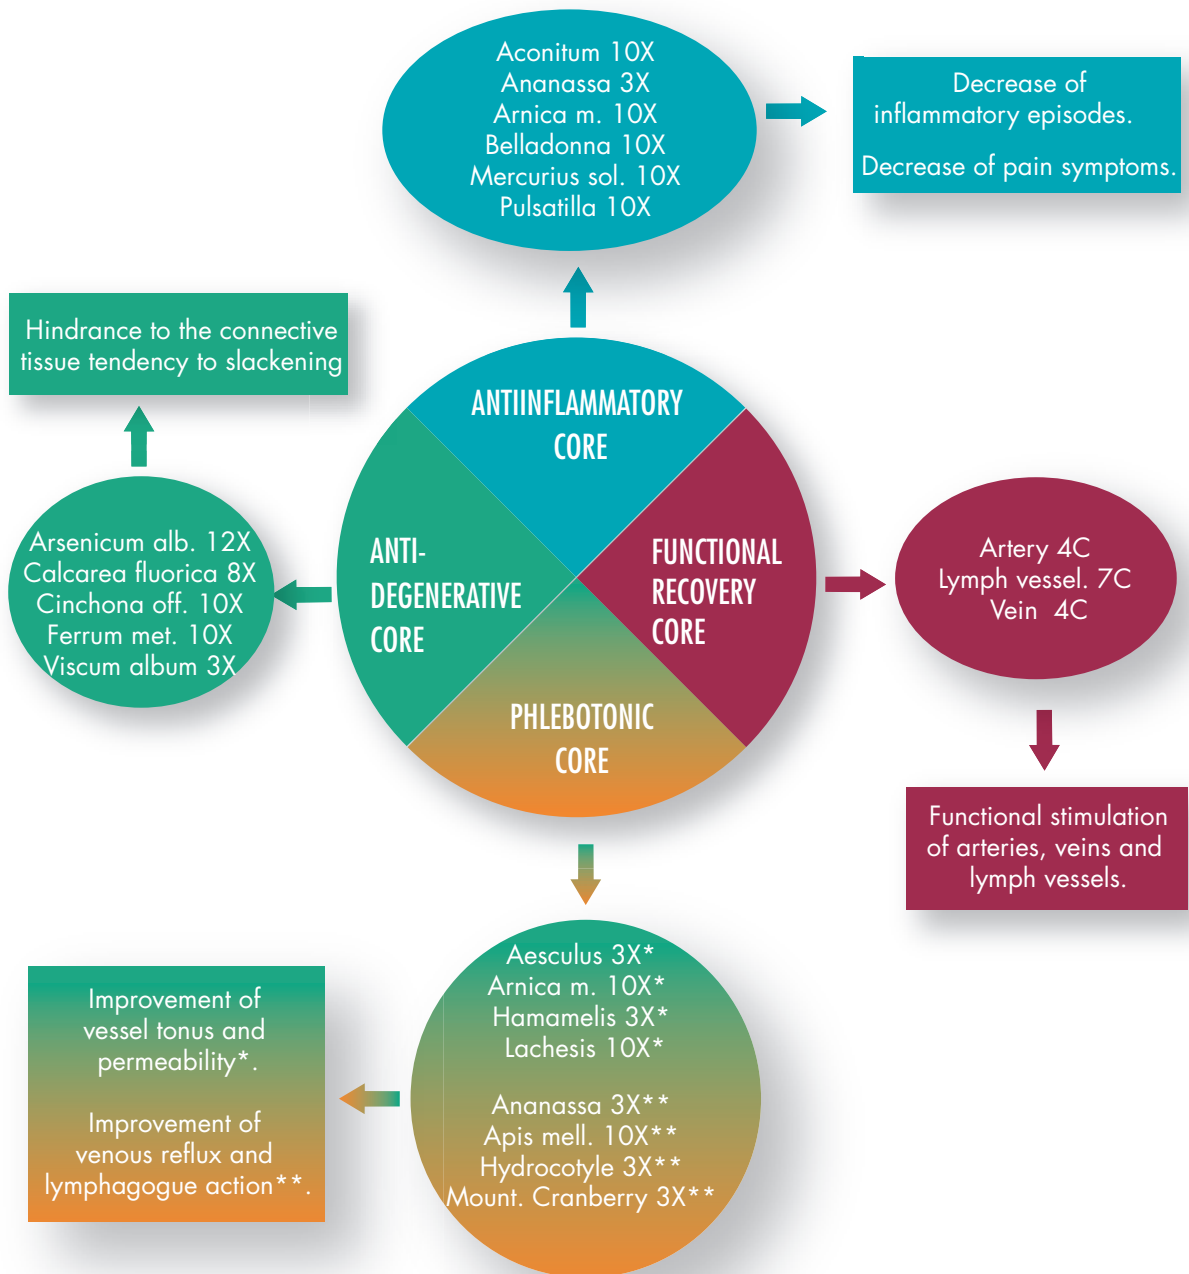 Aconitum 10X
Ananassa 3X
Arnica m. 10X
Belladonna 10X
Mercurius sol. 10X
Pulsatilla 10X
Decrease of
inflammatory episodes.
Decrease of pain symptoms.
Hindrance to the connective
tissue tendency to slackening
ANTIINFLAMMATORY
CORE
Arsenicum alb. 12X
Calcarea fluorica 8X
Cinchona off. 10X
Ferrum met. 10X
Viscum album 3X
ANTI-
DEGENERATIVE
CORE
FUNCTIONAL
RECOVERY
CORE
Artery 4C
Lymph vessel. 7C
Vein 4C
PHLEBOTONIC
CORE
Functional stimulation
of arteries, veins and
lymph vessels.
Aesculus 3X*
Arnica m. 10X*
Hamamelis 3X*
Lachesis 10X*
Ananassa 3X**
Apis mell. 10X**
Hydrocotyle 3X**
Mount. Cranberry 3X**
Improvement of
vessel tonus and
permeability*.
Improvement of
venous reflux and
lymphagogue action**.